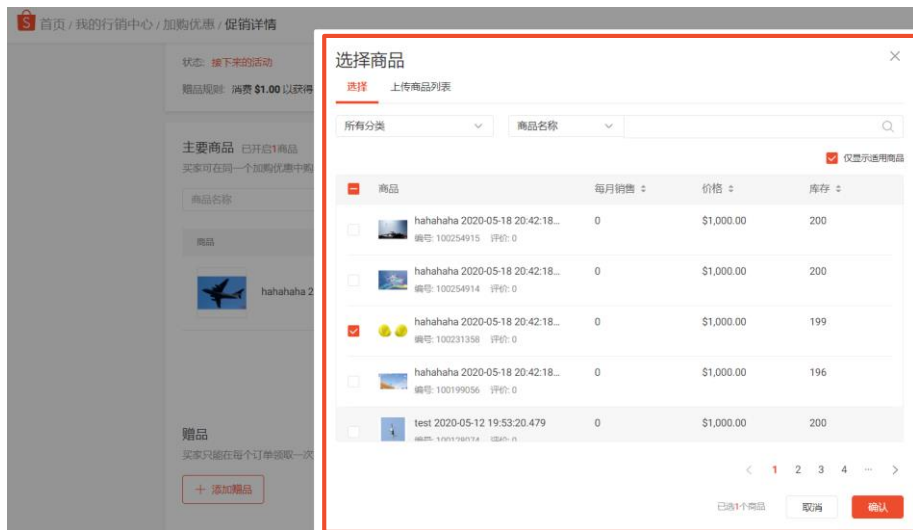 首页 / 我的行销中心 / 加购优惠 / 促销详情
状态: 接下来的活动
赠品规则: 消费 $1.00 以获得
主要商品 已开启1商品
买家可在同一个加购优惠中购
商品名称
商品
hahahaha 2
赠品
买家只能在每个订单领取一次
+ 添加赠品
选择商品
选择 上传商品列表
所有分类 商品名称
仅显示适用商品
商品 每月销售 价格 库存
hahahaha 2020-05-18 20:42:18... 0 $1,000.00 200
编号: 100254915 评价: 0
hahahaha 2020-05-18 20:42:18... 0 $1,000.00 200
编号: 100254914 评价: 0
hahahaha 2020-05-18 20:42:18... 0 $1,000.00 199
编号: 100231358 评价: 0
hahahaha 2020-05-18 20:42:18... 0 $1,000.00 196
编号: 100199056 评价: 0
test 2020-05-12 19:53:20.479 0 $1,000.00 200
< 1 2 3 4 ... >
已选1个商品 取消 确认